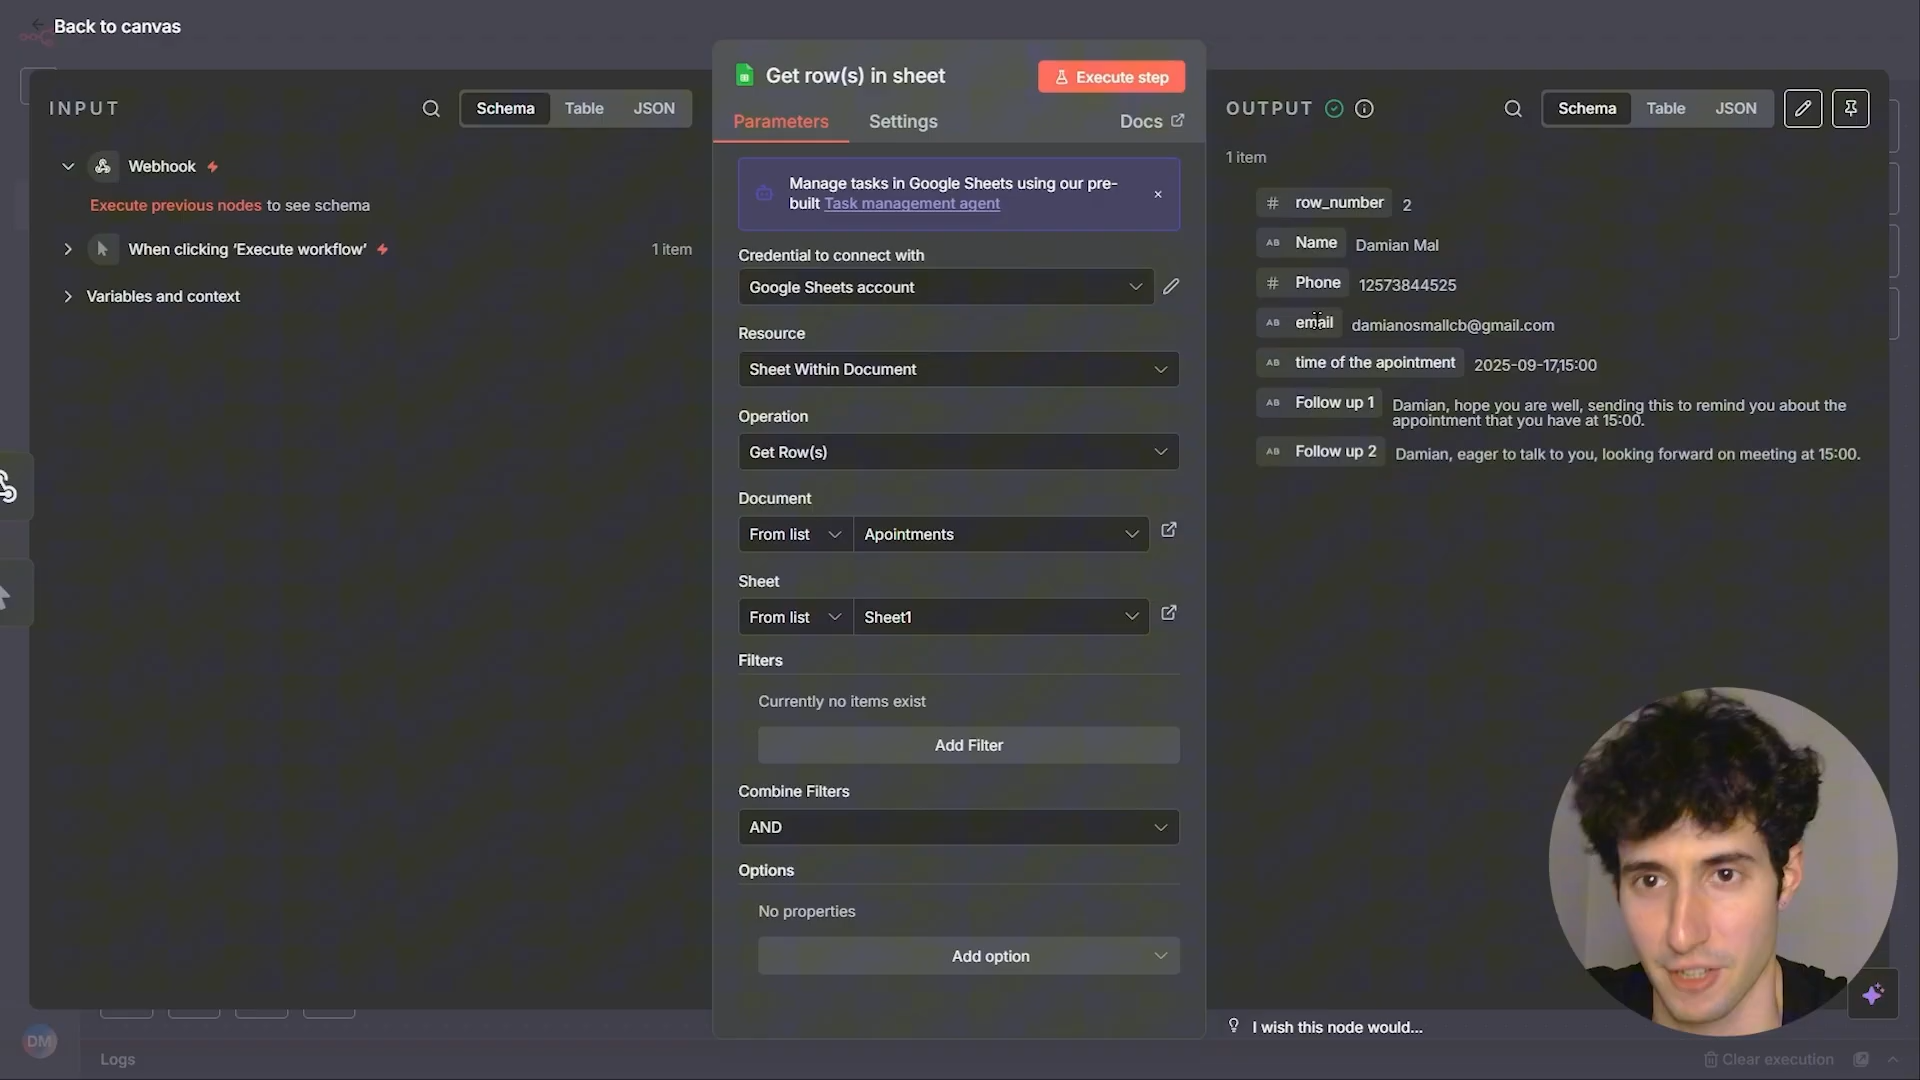 Back to canvas
INPUT
Schema
Table
JSON
Webhook
Execute previous nodes to see schema
When clicking ‘Execute workflow’
1 item
Variables and context
Get row(s) in sheet
Execute step
Parameters
Settings
Docs
Manage tasks in Google Sheets using our pre-
built Task management agent
×
Credential to connect with
Google Sheets account
Resource
Sheet Within Document
Operation
Get Row(s)
Document
From list
Apointments
Sheet
From list
Sheet1
Filters
Currently no items exist
Add Filter
Combine Filters
AND
Options
No properties
Add option
OUTPUT
Schema
Table
JSON
1 item
# row_number 2
AB Name Damian Mal
# Phone 12573844525
AB email damianosmallcb@gmail.com
AB time of the apointment 2025-09-17,15:00
AB Follow up 1 Damian, hope you are well, sending this to remind you about the
appointment that you have at 15:00.
AB Follow up 2 Damian, eager to talk to you, looking forward on meeting at 15:00.
I wish this node would...
DM
Logs
Clear execution